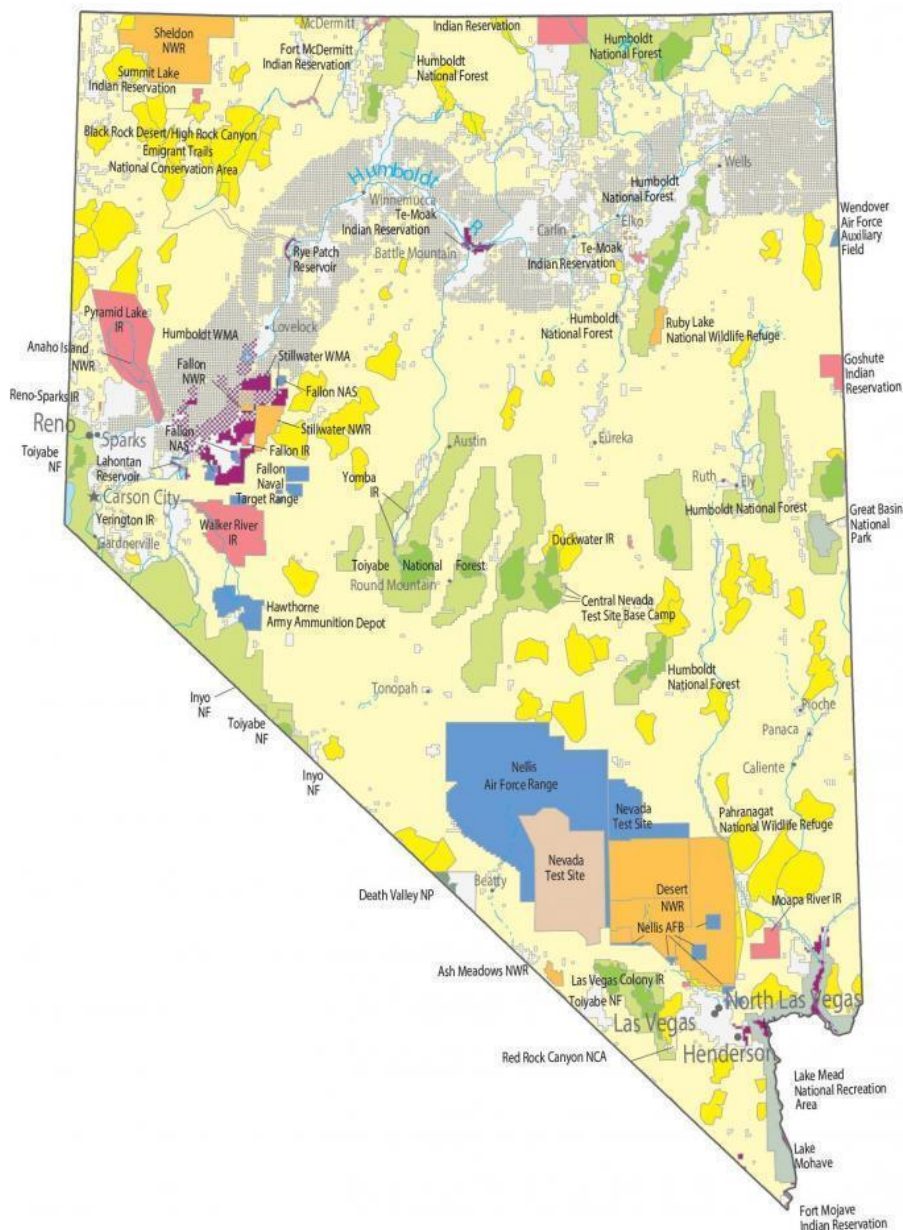 McDermitt
Indian Reservation
Sheldon
NWR
Fort McDermitt
Indian Reservation
Humboldt
National Forest
Humboldt
National Forest
Summit Lake
Indian Reservation
Black Rock Desert/High Rock Canyon
Emigrant Trails
National Conservation Area
Humboldt
R
Wells
Winnemucca
Te-Moak
Indian Reservation
Humboldt
National Forest
Elko
Carlin
Wendover
Air Force
Auxiliary
Field
Rye Patch
Reservoir
Battle Mountain
Te-Moak
Indian Reservation
Pyramid Lake
IR
Humboldt WMA
Lovelock
Humboldt
National Forest
Ruby Lake
National Wildlife Refuge
Anaho Island
NWR
Fallon
NWR
Stillwater WMA
Goshute
Indian
Reservation
Reno-Sparks IR
Fallon NAS
Reno
Sparks
Stillwater NWR
Fallon
NAS
Fallon IR
Austin
Eureka
Toiyabe
NF
Lahontan
Reservoir
Fallon
Naval
Target Range
Yomba
IR
Ruth
Ely
Carson City
Humboldt National Forest
Great Basin
National
Park
Yerington IR
Walker River
IR
Gardnerville
Duckwater IR
Toiyabe
National
Forest
Round Mountain
Central Nevada
Test Site Base Camp
Hawthorne
Army Ammunition Depot
Humboldt
National Forest
Inyo
NF
Tonopah
Toiyabe
NF
Pioche
Panaca
Inyo
NF
Nellis
Air Force Range
Caliente
Nevada
Test Site
Pahranagat
National Wildlife Refuge
Nevada
Test Site
Death Valley NP
Beatty
Desert
NWR
Moapa River IR
Nellis AFB
Ash Meadows NWR
Las Vegas Colony IR
Toiyabe NF
North Las Vegas
Las Vegas
Red Rock Canyon NCA
Henderson
Lake Mead
National Recreation
Area
Lake
Mohave
Fort Mojave
Indian Reservation